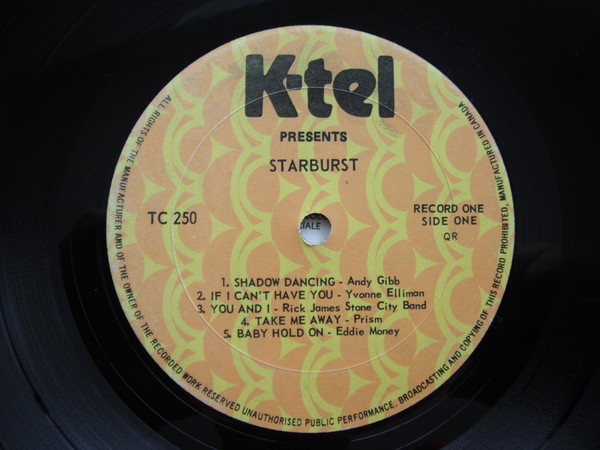 K-tel
PRESENTS
STARBURST
TC 250
RECORD ONE
SIDE ONE
QR
IALE
1. SHADOW DANCING - Andy Gibb
2. IF I CAN'T HAVE YOU - Yvonne Elliman
3. YOU AND I - Rick James Stone City Band
4. TAKE ME AWAY - Prism
5. BABY HOLD ON - Eddie Money
ALL RIGHTS OF THE MANUFACTURER AND OF THE OWNER OF THE RECORDED WORK RESERVED UNAUTHORISED PUBLIC PERFORMANCE, BROADCASTING AND COPYING OF THIS RECORD PROHIBITED, MANUFACTURED IN CANADA